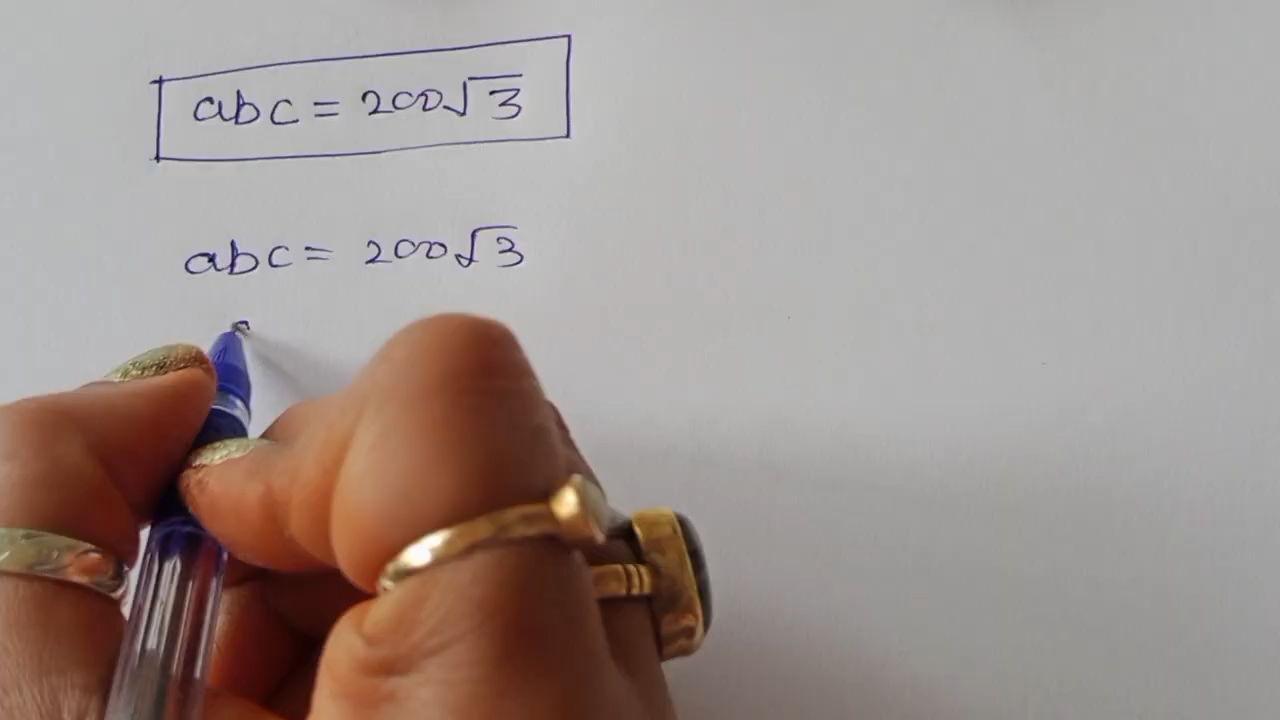 abc = 200√3
abc = 200√3